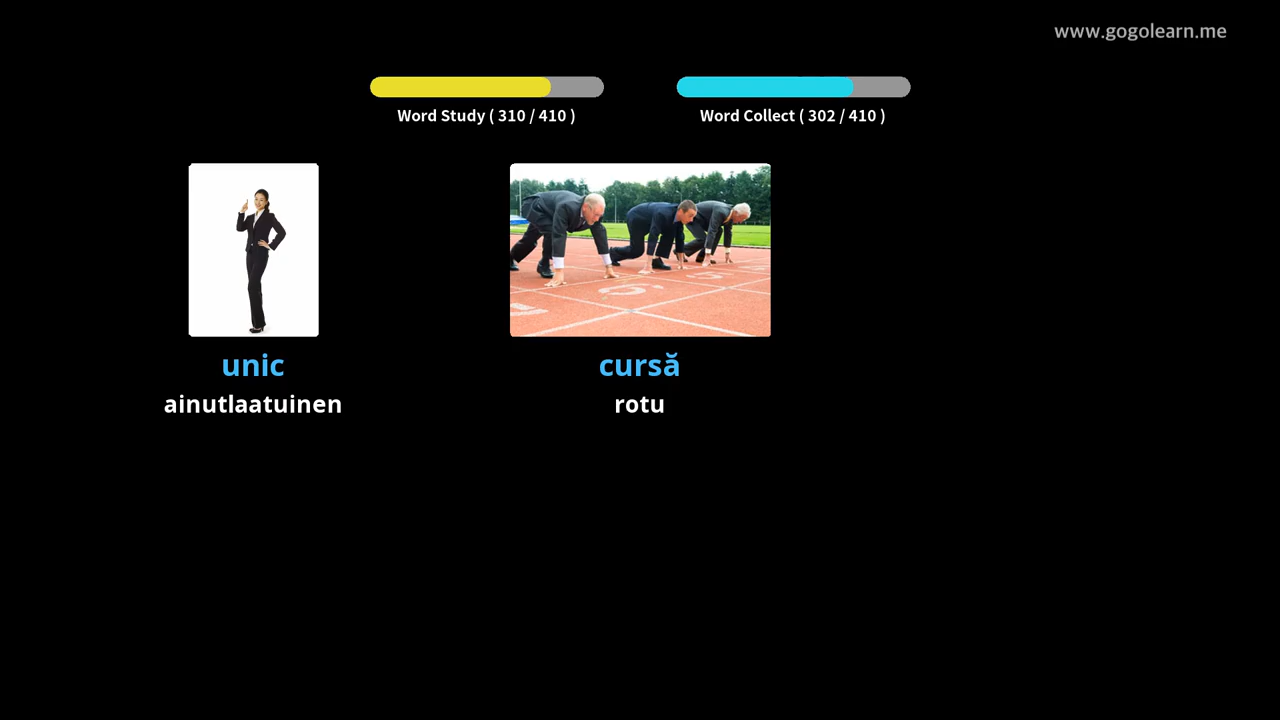 www.gogolearn.me
Word Study ( 310 / 410 )
Word Collect ( 302 / 410 )
unic
ainutlaatuinen
cursă
rotu